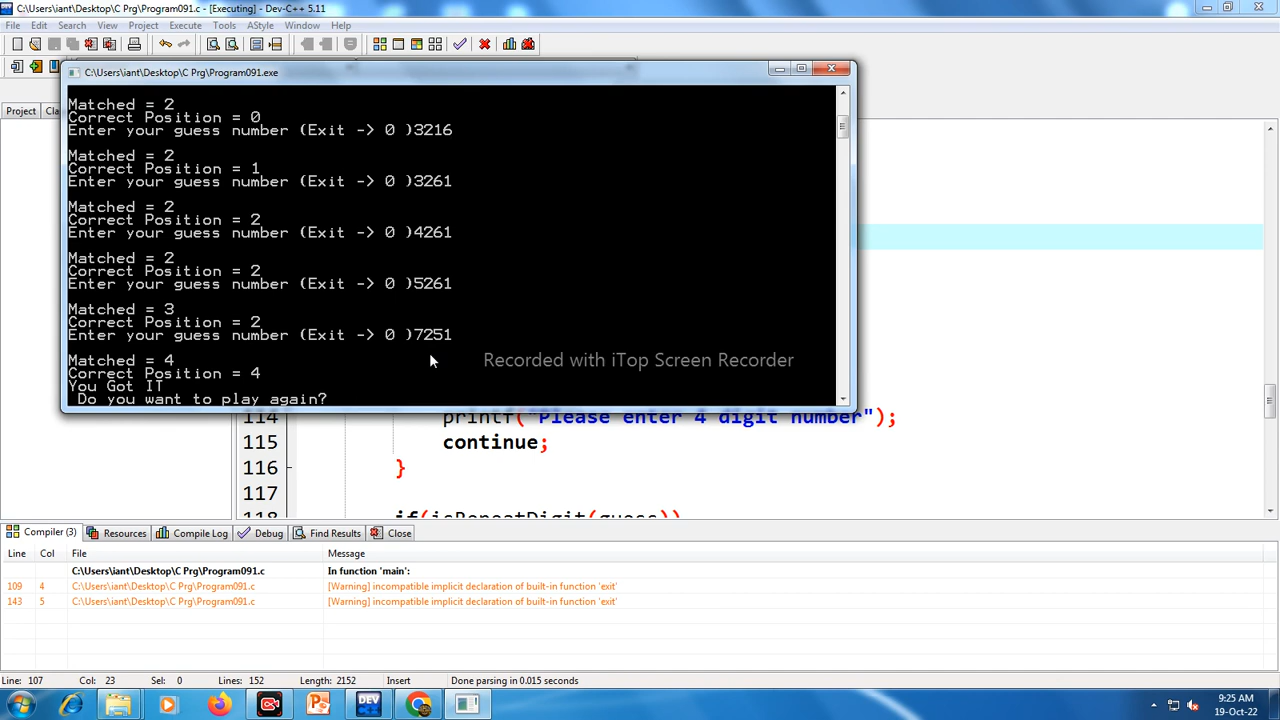 C:\Users\iant\Desktop\C Prg\Program091.c - [Executing] - Dev-C++ 5.11
File Edit Search View Project Execute Tools AStyle Window Help
C:\Users\iant\Desktop\C Prg\Program091.exe
Project Cla
Matched = 2
Correct Position = 0
Enter your guess number (Exit -> 0 )3216
Matched = 2
Correct Position = 1
Enter your guess number (Exit -> 0 )3261
Matched = 2
Correct Position = 2
Enter your guess number (Exit -> 0 )4261
Matched = 2
Correct Position = 2
Enter your guess number (Exit -> 0 )5261
Matched = 3
Correct Position = 2
Enter your guess number (Exit -> 0 )7251
Matched = 4
Correct Position = 4
You Got IT
Do you want to play again?
Recorded with iTop Screen Recorder
114 printf("Please enter 4 digit number");
115 continue;
116 }
117
118 if(isRepeatDigit(guess))
Compiler (3) Resources Compile Log Debug Find Results Close
Line Col File Message
C:\Users\iant\Desktop\C Prg\Program091.c In function 'main':
109 4 C:\Users\iant\Desktop\C Prg\Program091.c [Warning] incompatible implicit declaration of built-in function 'exit'
143 5 C:\Users\iant\Desktop\C Prg\Program091.c [Warning] incompatible implicit declaration of built-in function 'exit'
Line: 107 Col: 23 Sel: 0 Lines: 152 Length: 2152 Insert Done parsing in 0.015 seconds
9:25 AM
19-Oct-22